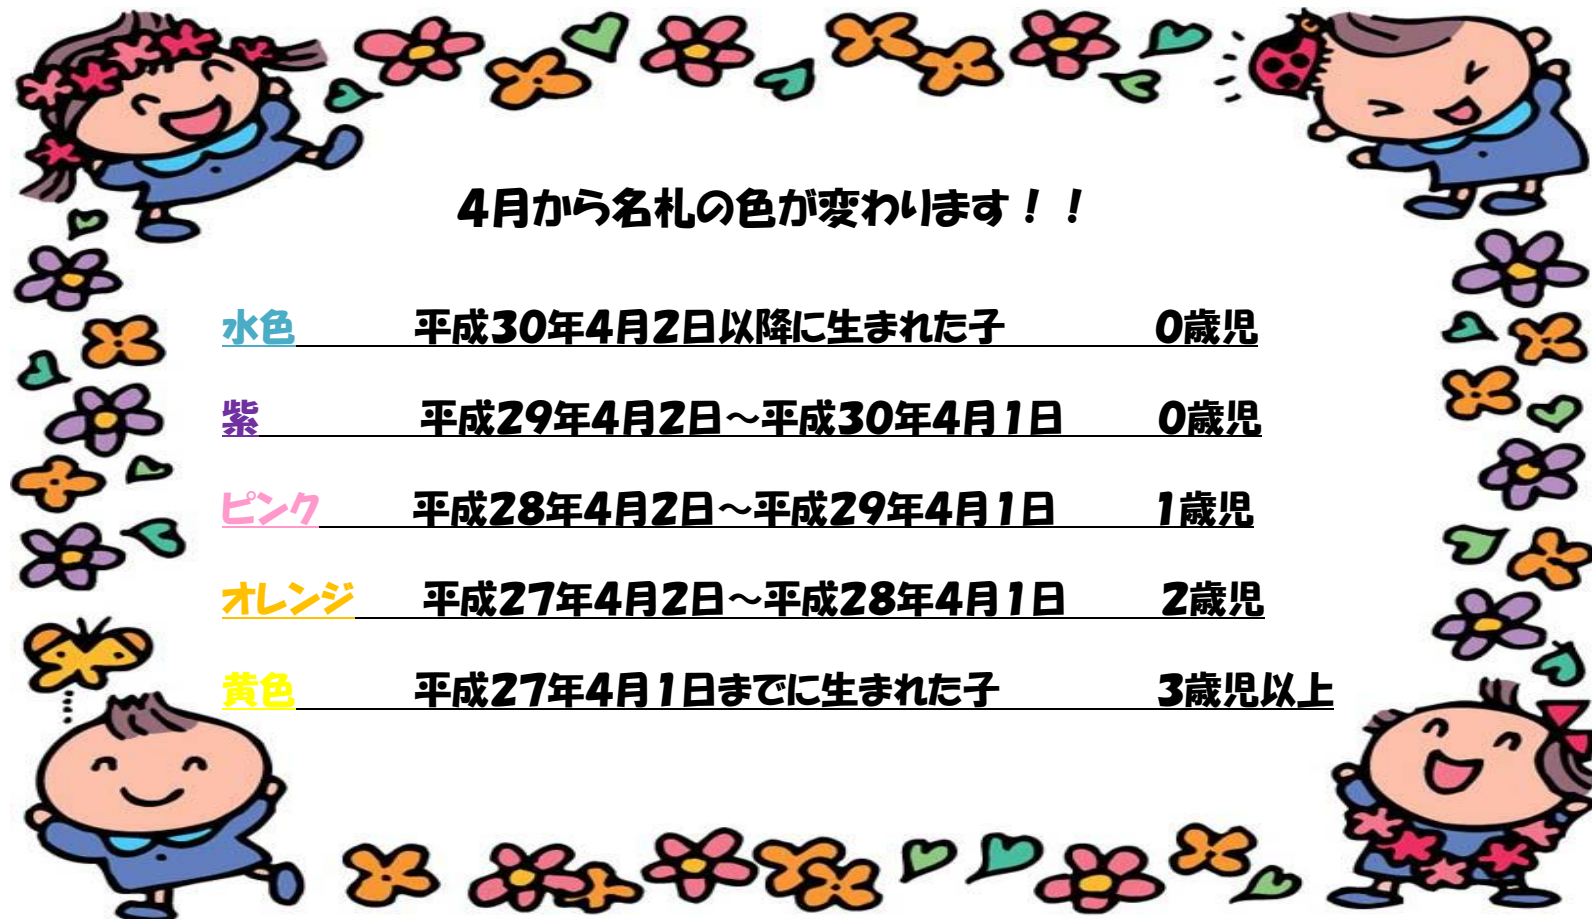 4月から名札の色が変わります！！
水色 平成30年4月2日以降に生まれた子 0歳児
紫 平成29年4月2日～平成30年4月1日 0歳児
ピンク 平成28年4月2日～平成29年4月1日 1歳児
オレンジ 平成27年4月2日～平成28年4月1日 2歳児
黄色 平成27年4月1日までに生まれた子 3歳児以上